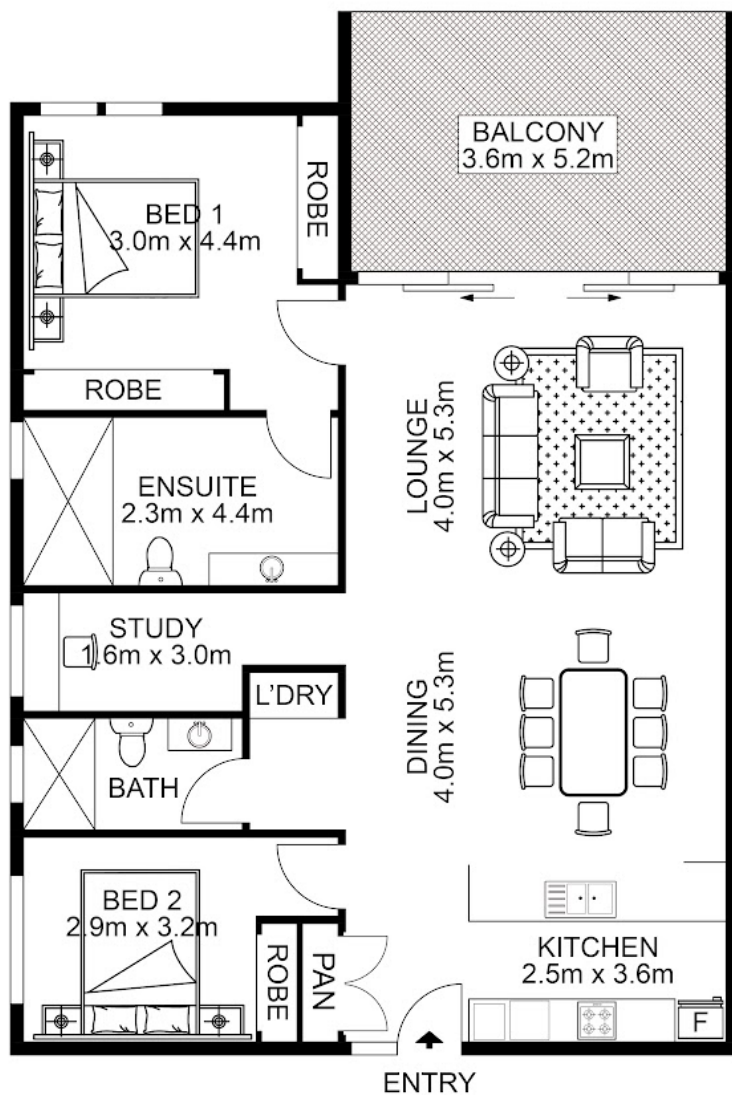 BALCONY
3.6m x 5.2m
BED 1
3.0m x 4.4m
ROBE
ROBE
LOUNGE
4.0m x 5.3m
ENSUITE
2.3m x 4.4m
STUDY
1.6m x 3.0m
L'DRY
DINING
4.0m x 5.3m
BATH
BED 2
2.9m x 3.2m
ROBE
PAN
KITCHEN
2.5m x 3.6m
F
ENTRY